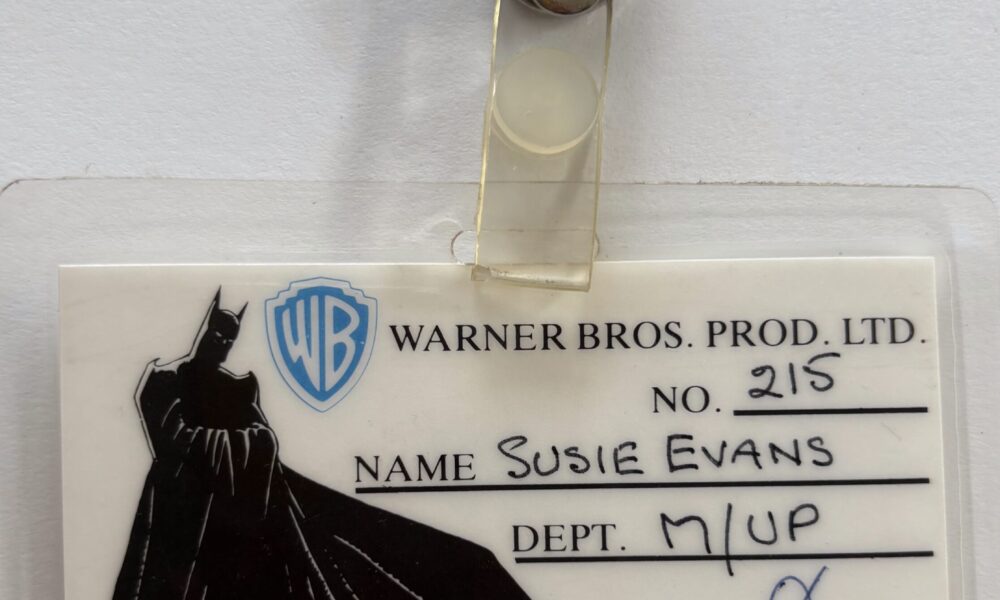 WB WARNER BROS. PROD. LTD.
NO. 215
NAME SUSIE EVANS
DEPT. M/UP